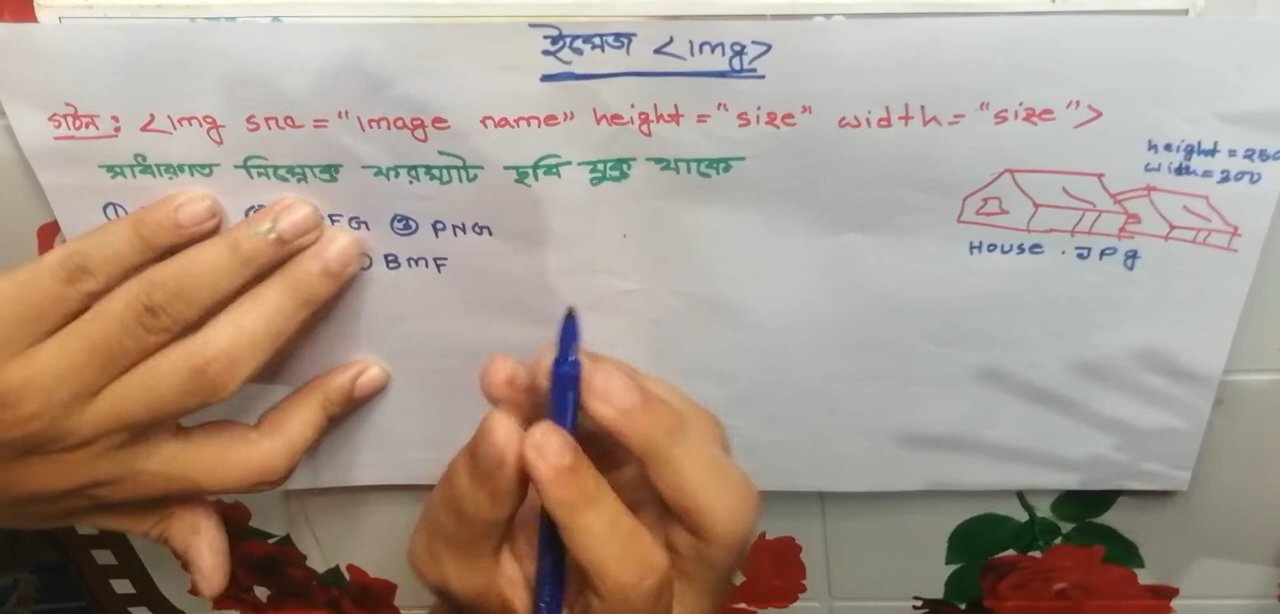 ইমেজ <img>
গঠন : <img src = "image name" height = "size" width = "size">
সাধারণত নিম্নোক্ত ফরম্যাট ছবি যুক্ত থাকে
① ③ PNG
BMF
height = 250
width = 200
House . JPg